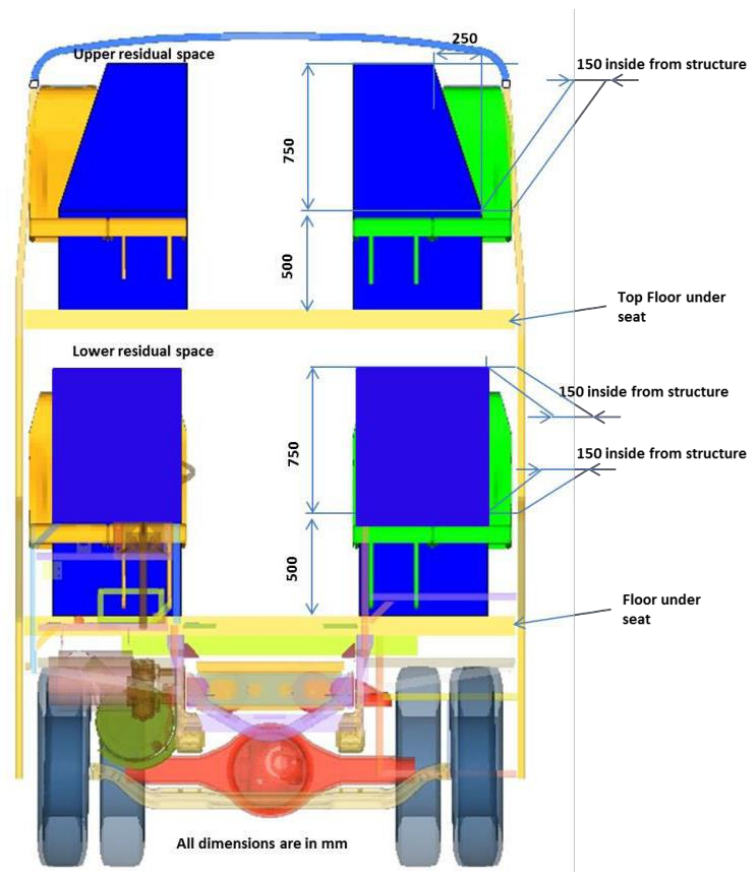 250
Upper residual space
150 inside from structure
750
500
Top Floor under
seat
Lower residual space
150 inside from structure
750
150 inside from structure
500
Floor under
seat
All dimensions are in mm